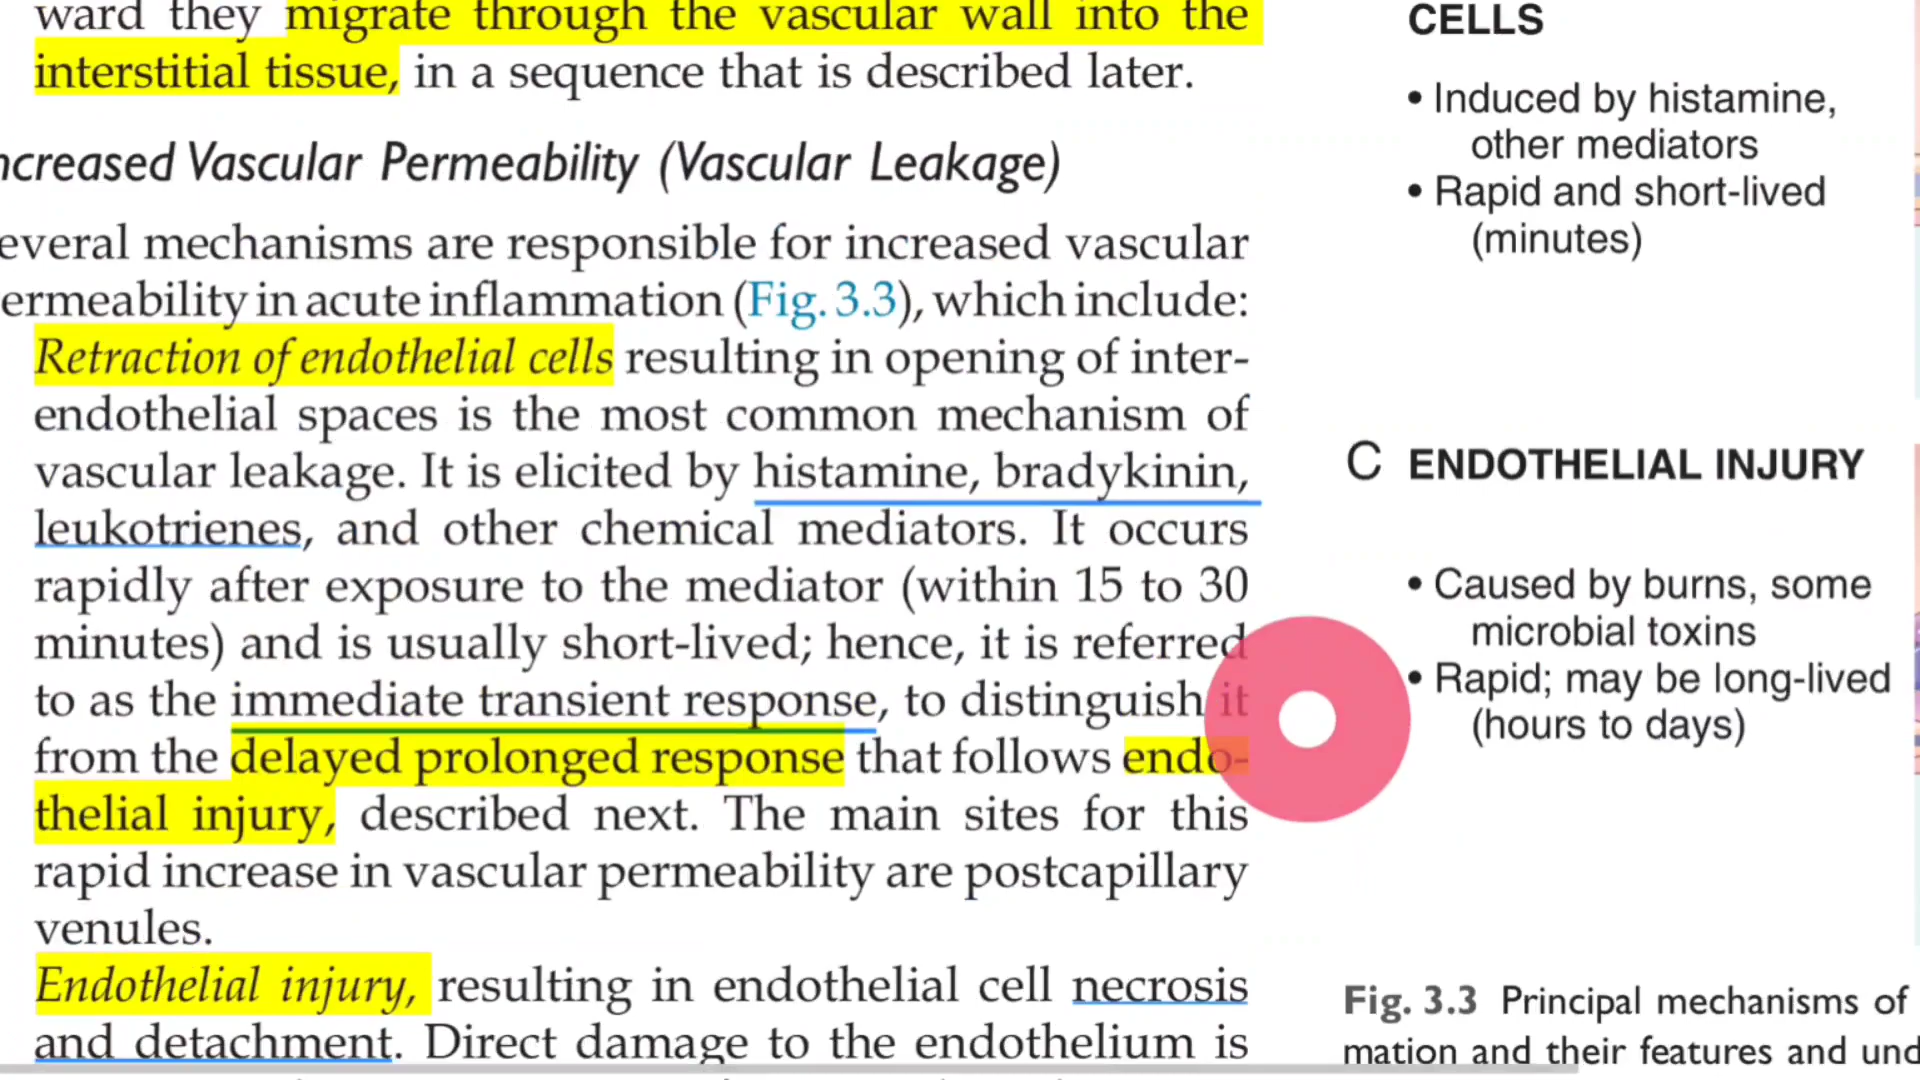 ward they migrate through the vascular wall into the
interstitial tissue, in a sequence that is described later.
ncreased Vascular Permeability (Vascular Leakage)
everal mechanisms are responsible for increased vascular
ermeability in acute inflammation (Fig. 3.3), which include:
Retraction of endothelial cells resulting in opening of inter-
endothelial spaces is the most common mechanism of
vascular leakage. It is elicited by histamine, bradykinin,
leukotrienes, and other chemical mediators. It occurs
rapidly after exposure to the mediator (within 15 to 30
minutes) and is usually short-lived; hence, it is referred
to as the immediate transient response, to distinguish it
from the delayed prolonged response that follows endo-
thelial injury, described next. The main sites for this
rapid increase in vascular permeability are postcapillary
venules.
Endothelial injury, resulting in endothelial cell necrosis
and detachment. Direct damage to the endothelium is
CELLS
• Induced by histamine,
other mediators
• Rapid and short-lived
(minutes)
C ENDOTHELIAL INJURY
• Caused by burns, some
microbial toxins
• Rapid; may be long-lived
(hours to days)
Fig. 3.3 Principal mechanisms of
mation and their features and und